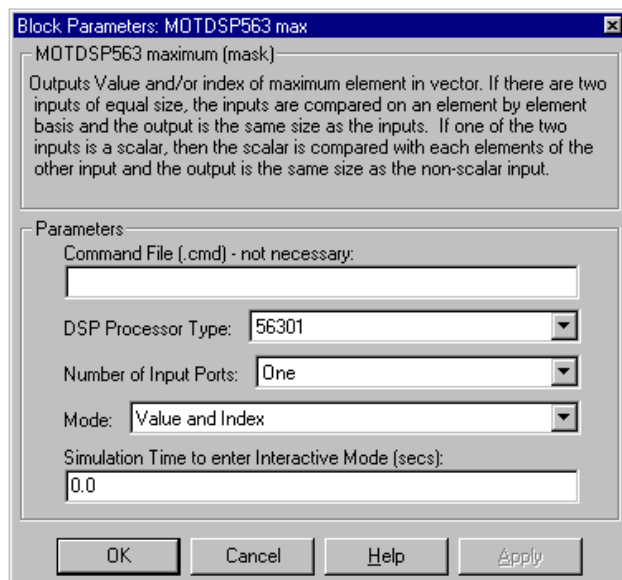 Block Parameters: MOTDSP563 max
MOTDSP563 maximum (mask)
Outputs Value and/or index of maximum element in vector. If there are two
inputs of equal size, the inputs are compared on an element by element
basis and the output is the same size as the inputs. If one of the two
inputs is a scalar, then the scalar is compared with each elements of the
other input and the output is the same size as the non-scalar input.
Parameters
Command File (.cmd) - not necessary:
DSP Processor Type: 56301
Number of Input Ports: One
Mode: Value and Index
Simulation Time to enter Interactive Mode (secs):
0.0
OK Cancel Help Apply